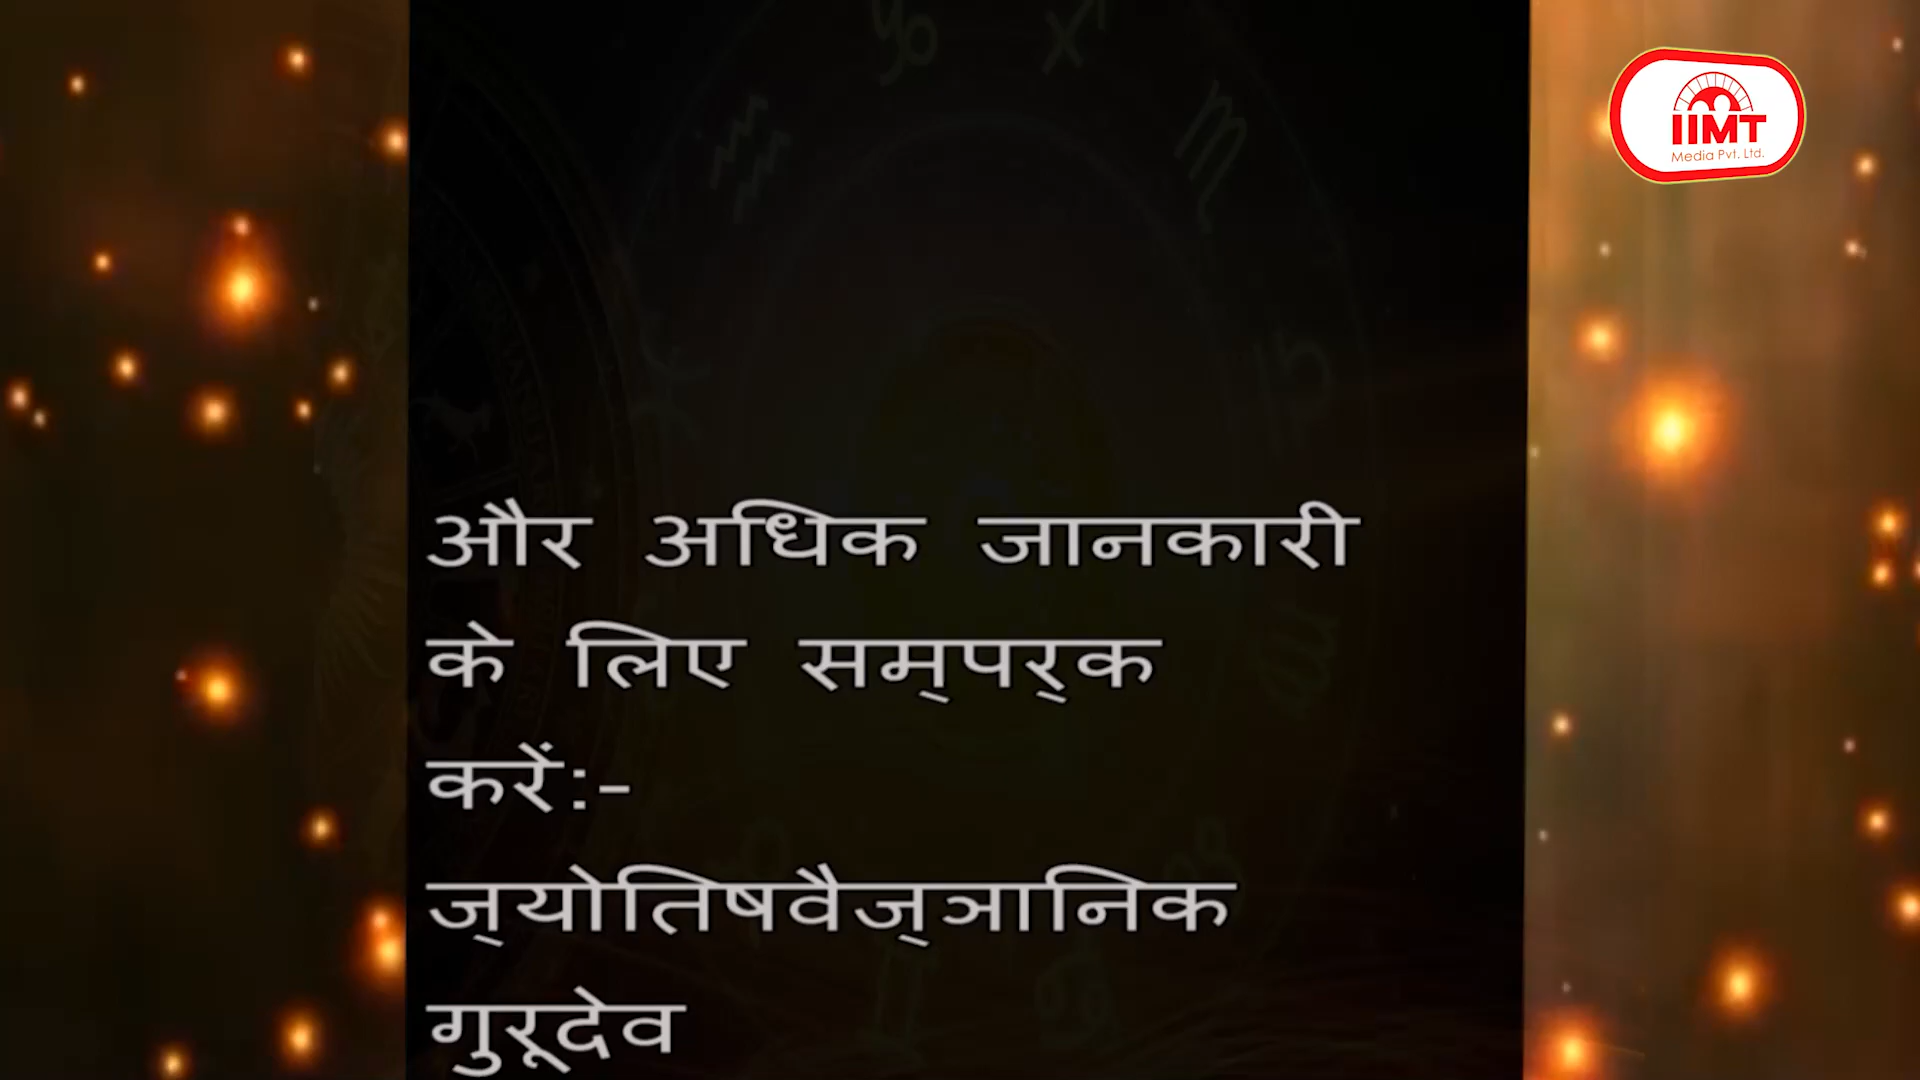 IIMT
Media Pvt. Ltd.
और अधिक जानकारी
के लिए सम्‌पर्‌क
करें:-
ज्‌योतिषवैज्‌ञानिक
गुरूदेव